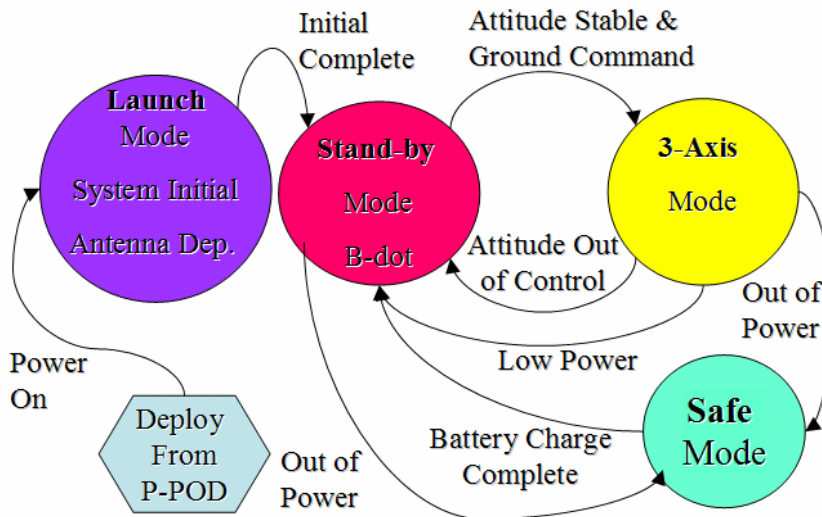 Initial
Complete
Attitude Stable &
Ground Command
Launch
Mode
System Initial
Antenna Dep.
Stand-by
Mode
B-dot
3-Axis
Mode
Attitude Out
of Control
Out of
Power
Low Power
Power
On
Deploy
From
P-POD
Out of
Power
Battery Charge
Complete
Safe
Mode